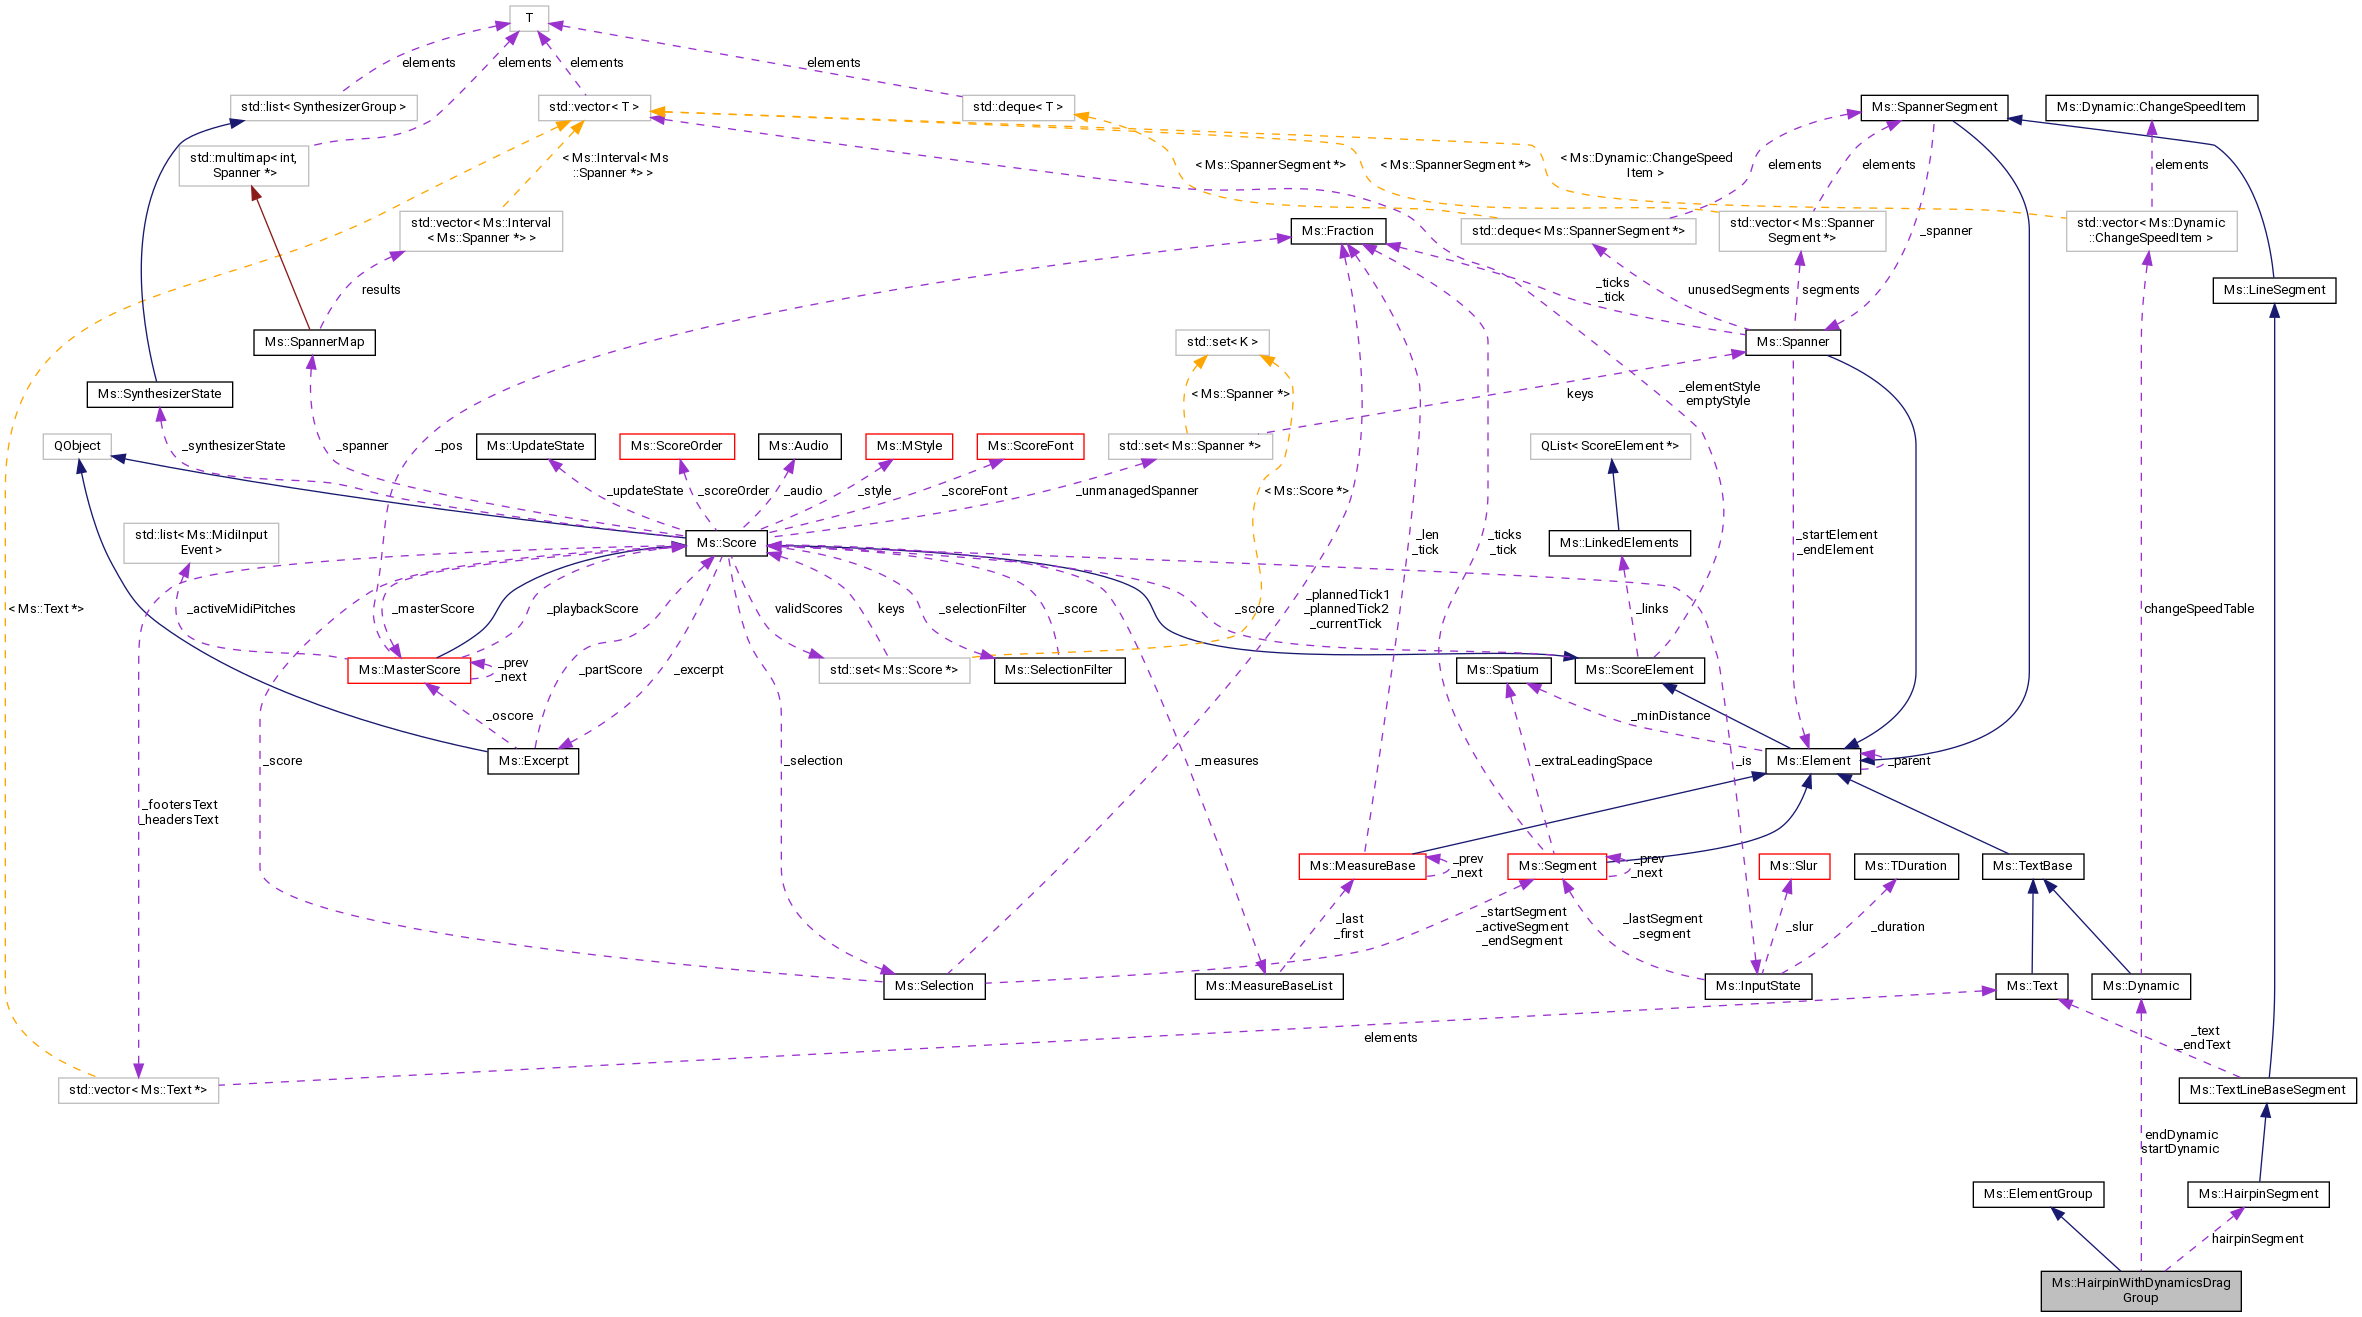 T
elements
elements
elements
elements
std::list< SynthesizerGroup >
std::vector< T >
std::deque< T >
Ms::SpannerSegment
Ms::Dynamic::ChangeSpeedItem
std::multimap< int,
Spanner *>
< Ms::Interval< Ms
::Spanner *> >
< Ms::SpannerSegment *>
< Ms::SpannerSegment *>
< Ms::Dynamic::ChangeSpeed
Item >
elements
elements
elements
std::vector< Ms::Interval
< Ms::Spanner *> >
Ms::Fraction
std::deque< Ms::SpannerSegment *>
std::vector< Ms::Spanner
Segment *>
_spanner
std::vector< Ms::Dynamic
::ChangeSpeedItem >
results
_ticks
_tick
unusedSegments
segments
Ms::LineSegment
Ms::SpannerMap
std::set< K >
Ms::Spanner
Ms::SynthesizerState
< Ms::Spanner *>
keys
_elementStyle
emptyStyle
QObject
_synthesizerState
_spanner
_pos
Ms::UpdateState
Ms::ScoreOrder
Ms::Audio
Ms::MStyle
Ms::ScoreFont
std::set< Ms::Spanner *>
QList< ScoreElement *>
_updateState
_scoreOrder
_audio
_style
_scoreFont
_unmanagedSpanner
< Ms::Score *>
std::list< Ms::MidiInput
Event >
Ms::Score
_len
_tick
_ticks
_tick
Ms::LinkedElements
_startElement
_endElement
< Ms::Text *>
_activeMidiPitches
_masterScore
_playbackScore
validScores
keys
_selectionFilter
_score
_score
_plannedTick1
_plannedTick2
_currentTick
_links
changeSpeedTable
Ms::MasterScore
_prev
_next
_partScore
_excerpt
std::set< Ms::Score *>
Ms::SelectionFilter
Ms::Spatium
Ms::ScoreElement
_oscore
_minDistance
_score
Ms::Excerpt
_selection
_measures
_extraLeadingSpace
_is
Ms::Element
_parent
_footersText
_headersText
Ms::MeasureBase
_prev
_next
Ms::Segment
_prev
_next
Ms::Slur
Ms::TDuration
Ms::TextBase
_last
_first
_startSegment
_activeSegment
_endSegment
_lastSegment
_segment
_slur
_duration
Ms::Selection
Ms::MeasureBaseList
Ms::InputState
Ms::Text
Ms::Dynamic
elements
_text
_endText
std::vector< Ms::Text *>
Ms::TextLineBaseSegment
endDynamic
startDynamic
Ms::ElementGroup
Ms::HairpinSegment
hairpinSegment
Ms::HairpinWithDynamicsDrag
Group